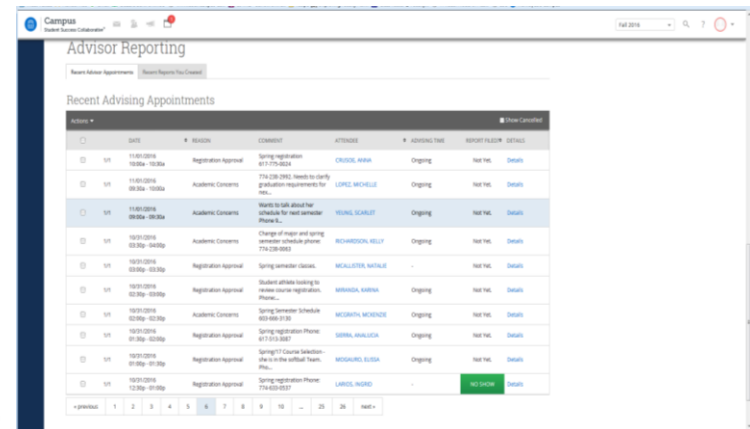 Campus
Student Success Collaborative
Fall 2016
?
Advisor Reporting
Recent Advisor Appointments Recent Reports You Created
Recent Advising Appointments
Actions Show Cancelled
DATE REASON COMMENT ATTENDEE ADVISING TIME REPORT FILED? DETAILS
1/1 11/01/2016 10:00a - 10:30a Registration Approval Spring registration 617-775-0024 CRUSOE, ANNA Ongoing Not Yet. Details
1/1 11/01/2016 09:30a - 10:00a Academic Concerns 774-238-2992. Needs to clarify graduation requirements for nex... LOPEZ, MICHELLE Ongoing Not Yet. Details
1/1 11/01/2016 09:00a - 09:30a Academic Concerns Wants to talk about her schedule for next semester Phone 6... YEUNG, SCARLET Ongoing Not Yet. Details
1/1 10/31/2016 03:30p - 04:00p Academic Concerns Change of major and spring semester schedule phone: 774-238-0063 RICHARDSON, KELLY Ongoing Not Yet. Details
1/1 10/31/2016 03:00p - 03:30p Registration Approval Spring semester classes. MCALLISTER, NATALIE - Not Yet. Details
1/1 10/31/2016 02:30p - 03:00p Registration Approval Student athlete looking to review course registration. Phone:... MIRANDA, KARINA Ongoing Not Yet. Details
1/1 10/31/2016 02:00p - 02:30p Academic Concerns Spring Semester Schedule 603-666-3130 MCGRATH, MCKENZIE Ongoing Not Yet. Details
1/1 10/31/2016 01:30p - 02:00p Registration Approval Spring registration Phone: 617-513-3087 SIERRA, ANALUCIA Ongoing Not Yet. Details
1/1 10/31/2016 01:00p - 01:30p Registration Approval Spring/17 Course Selection - she is in the softball Team. Pho... MOGAURO, ELISSA Ongoing Not Yet. Details
1/1 10/31/2016 12:30p - 01:00p Registration Approval Spring registration Phone: 774-633-0537 LARIOS, INGRID - NO SHOW Details
« previous 1 2 3 4 5 6 7 8 9 10 ... 25 26 next »